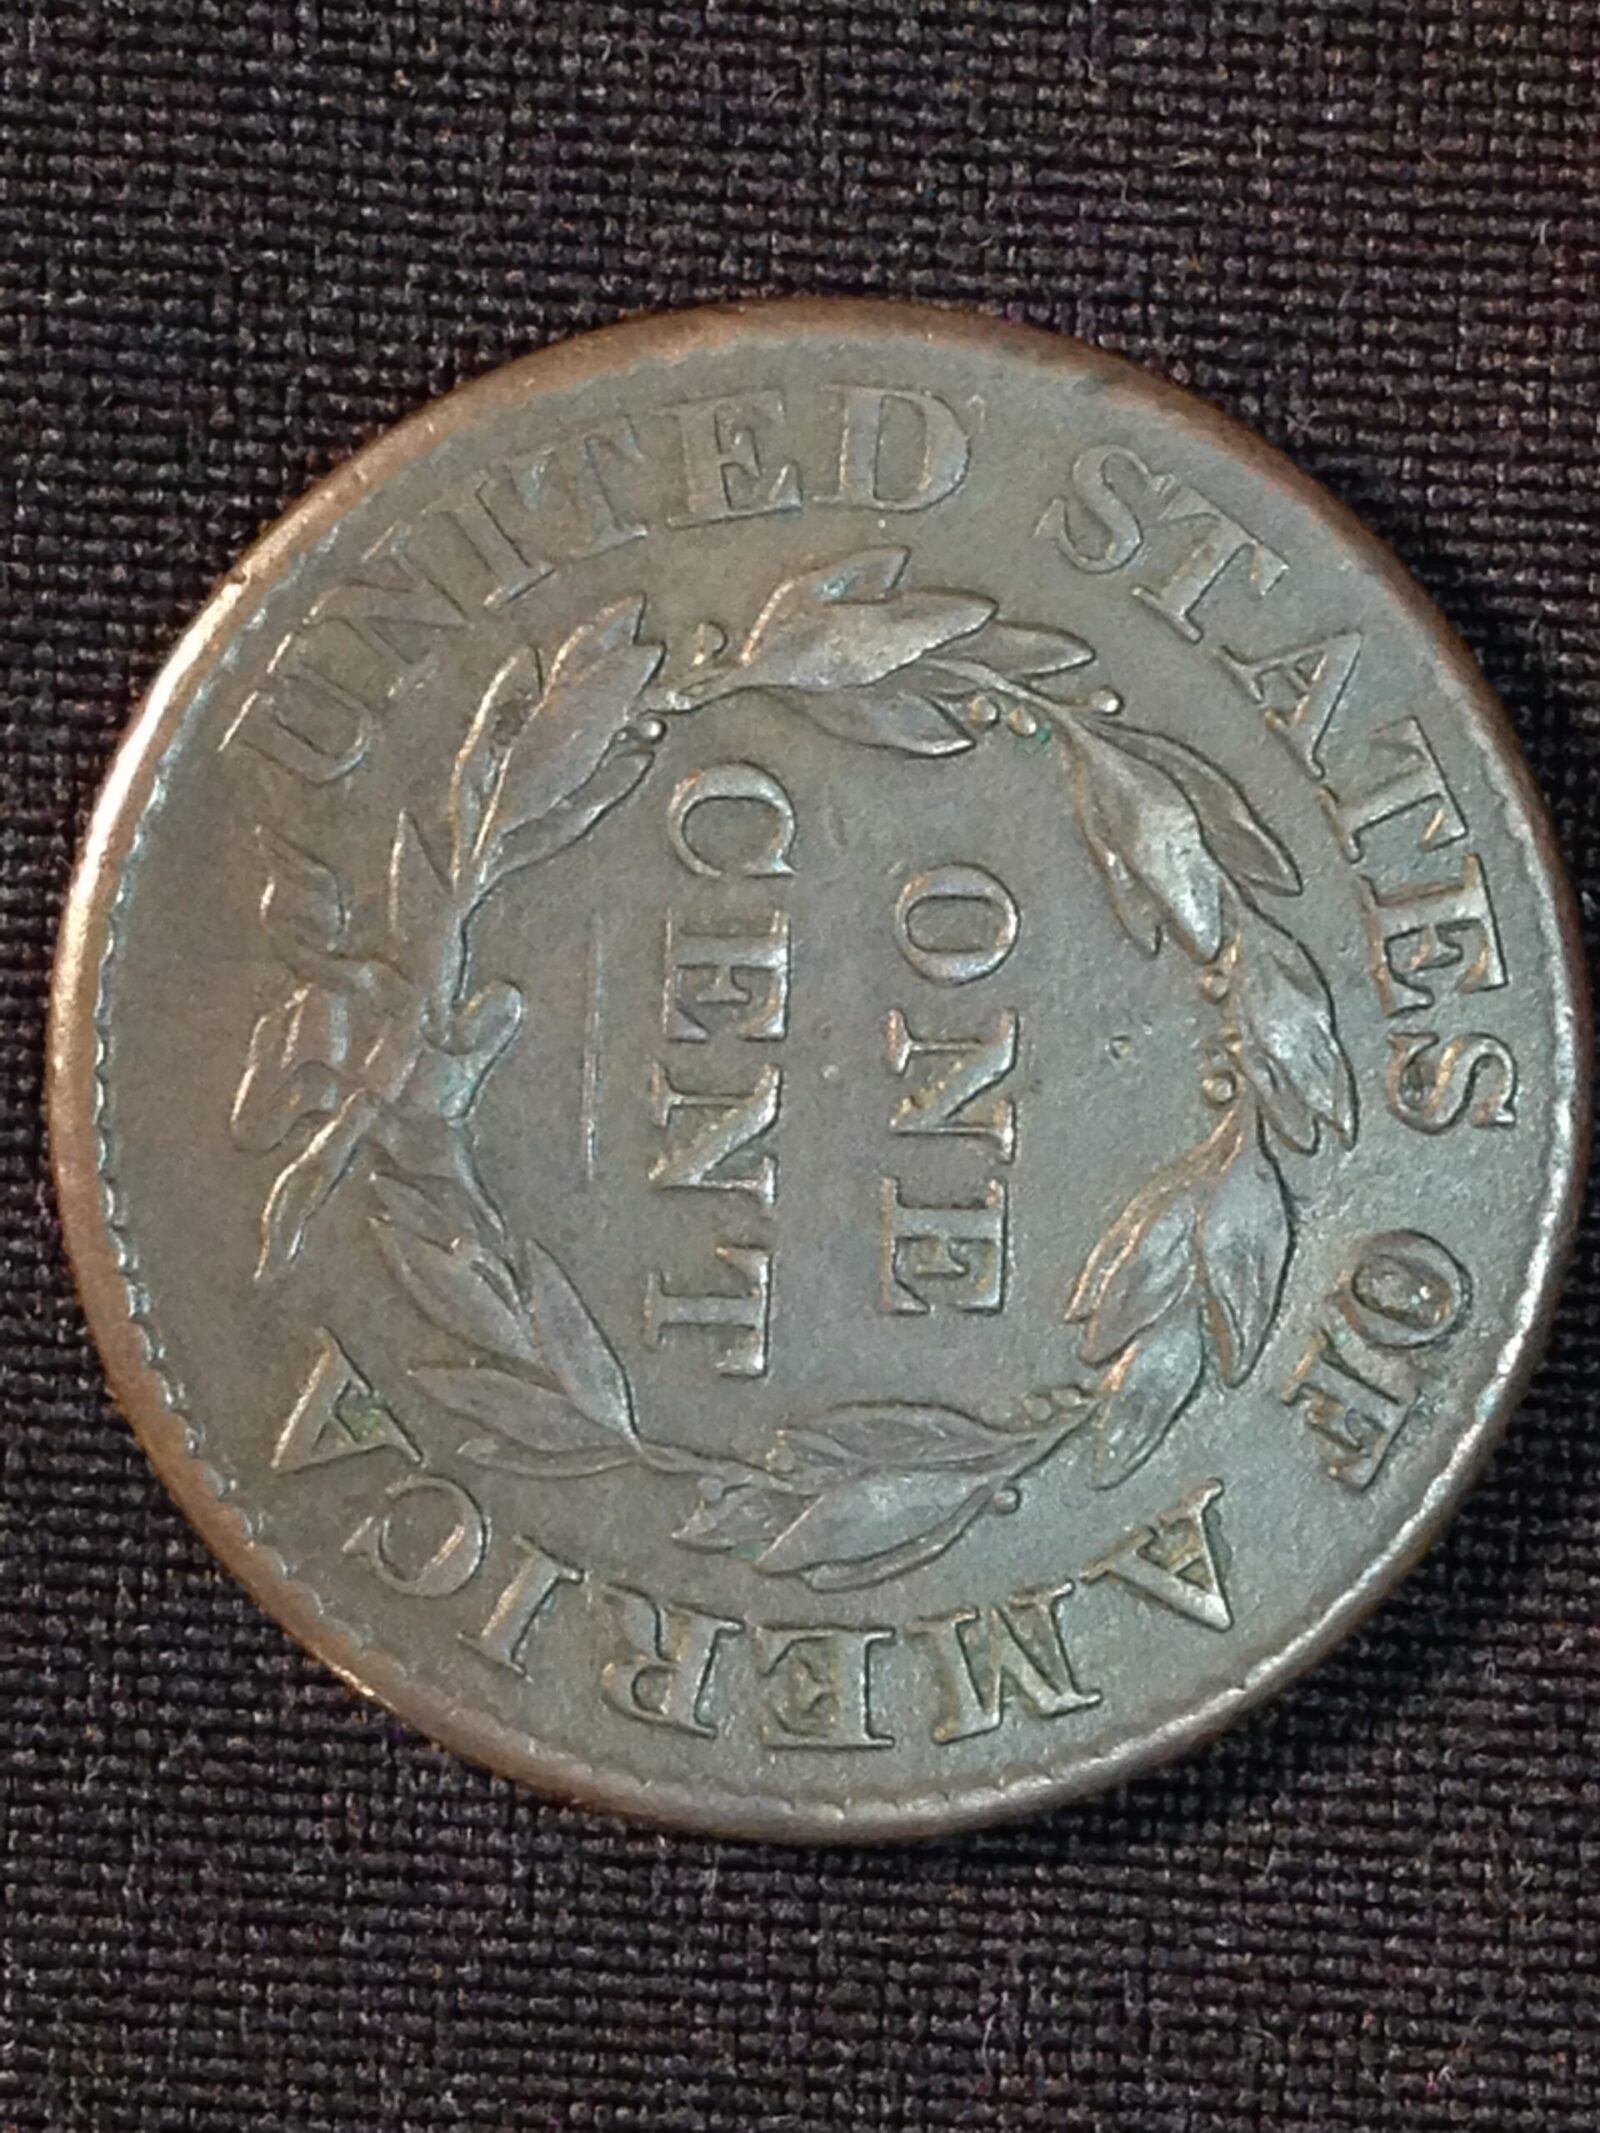 UNITED STATES OF AMERICA
ONE
CENT